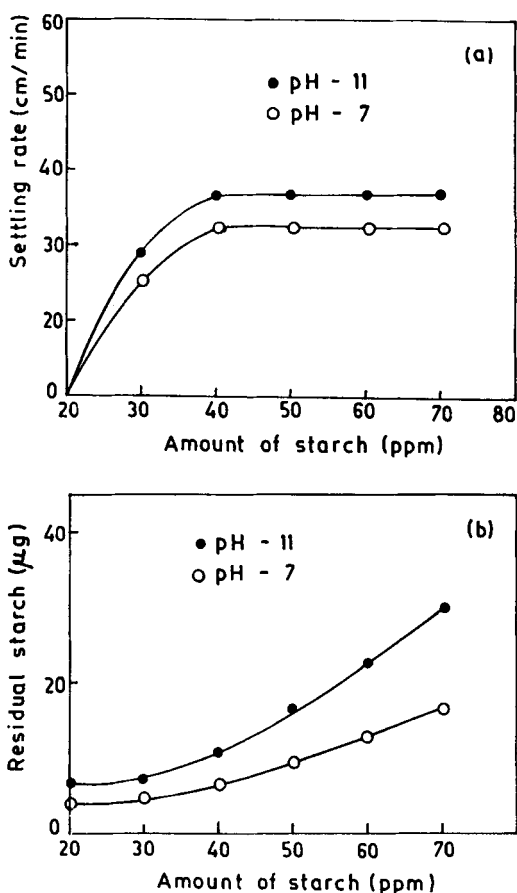 (a)
● pH - 11
○ pH - 7
Settling rate (cm/min)
60
50
40
30
20
0
20 30 40 50 60 70 80
Amount of starch (ppm)
(b)
● pH - 11
○ pH - 7
Residual starch (μg)
40
20
0
20 30 40 50 60 70
Amount of starch (ppm)